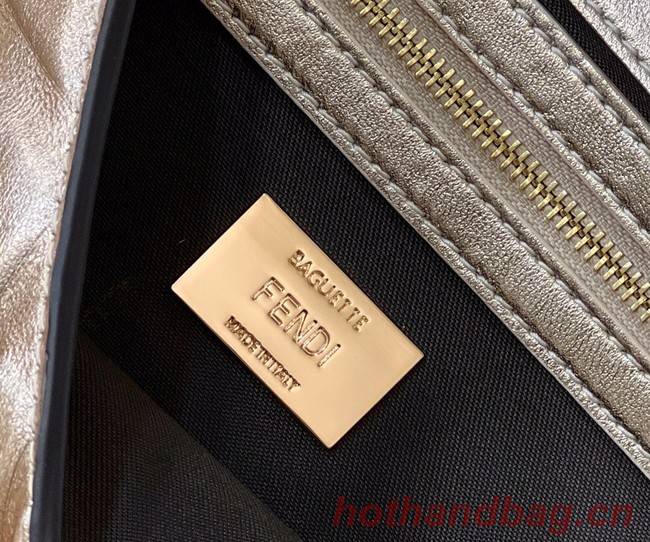 BAGUETTE
FENDI
MADE IN ITALY
hothandbag.cn